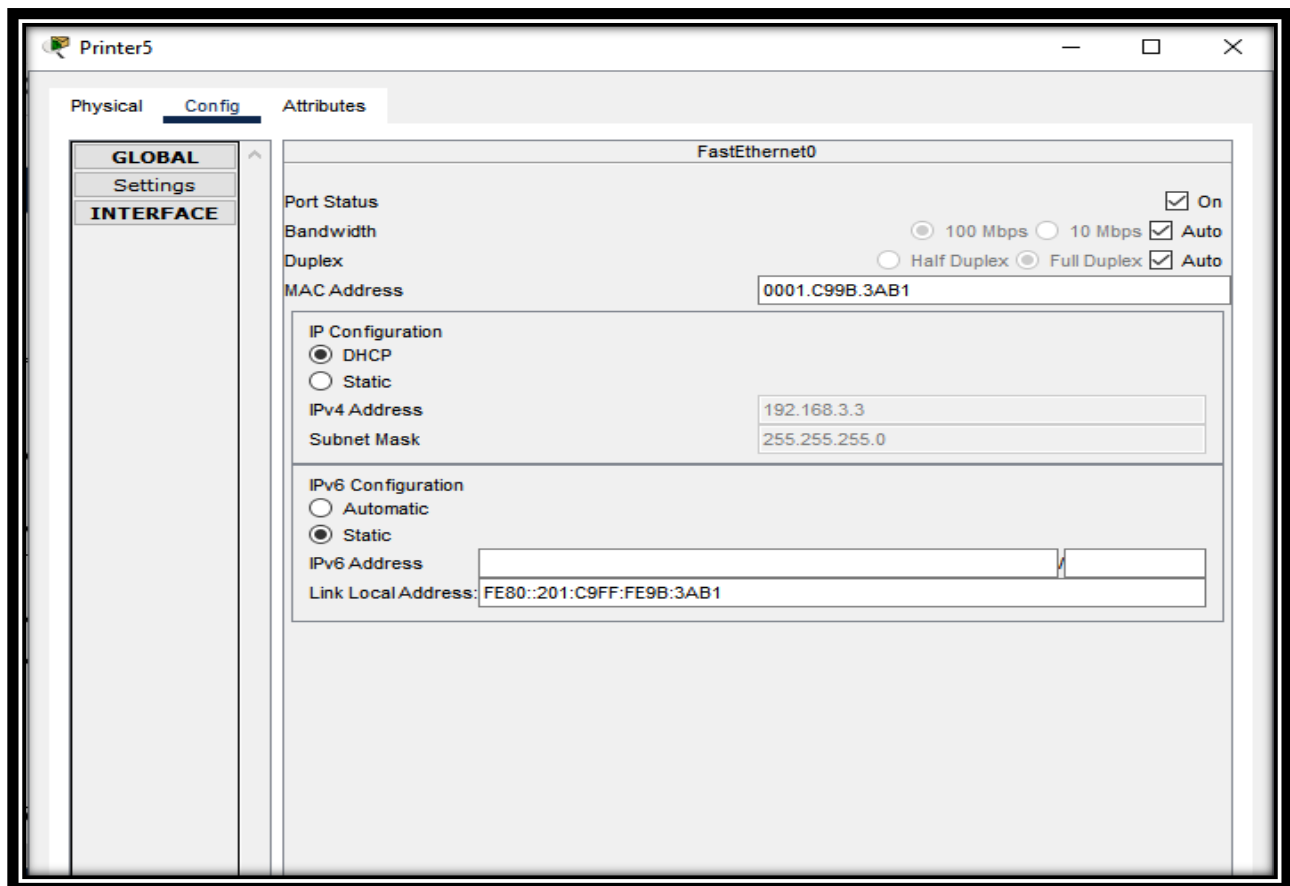 Printer5
Physical Config Attributes
GLOBAL
Settings
INTERFACE
FastEthernet0
Port Status On
Bandwidth 100 Mbps 10 Mbps Auto
Duplex Half Duplex Full Duplex Auto
MAC Address 0001.C99B.3AB1
IP Configuration
DHCP
Static
IPv4 Address 192.168.3.3
Subnet Mask 255.255.255.0
IPv6 Configuration
Automatic
Static
IPv6 Address /
Link Local Address: FE80::201:C9FF:FE9B:3AB1